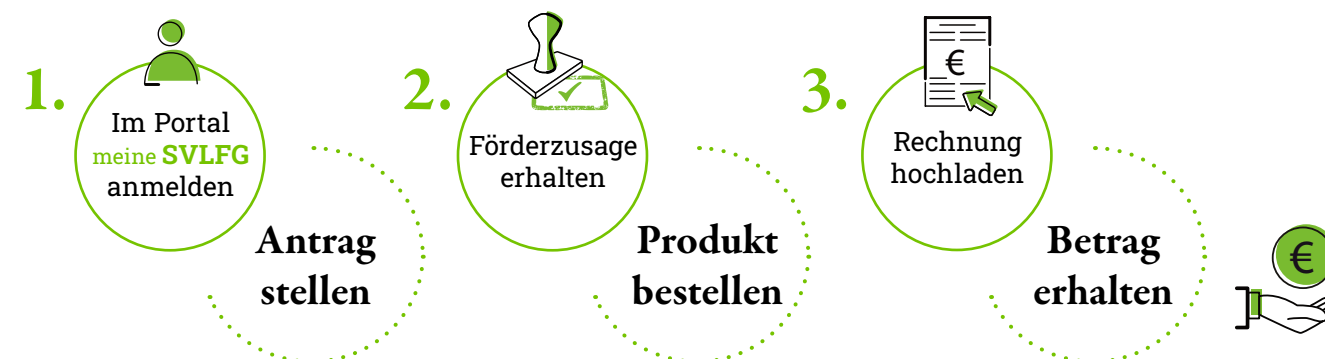 1.
Im Portal
meine SVLFG
anmelden
Antrag
stellen
2.
Förderzusage
erhalten
Produkt
bestellen
3.
€
Rechnung
hochladen
Betrag
erhalten
€